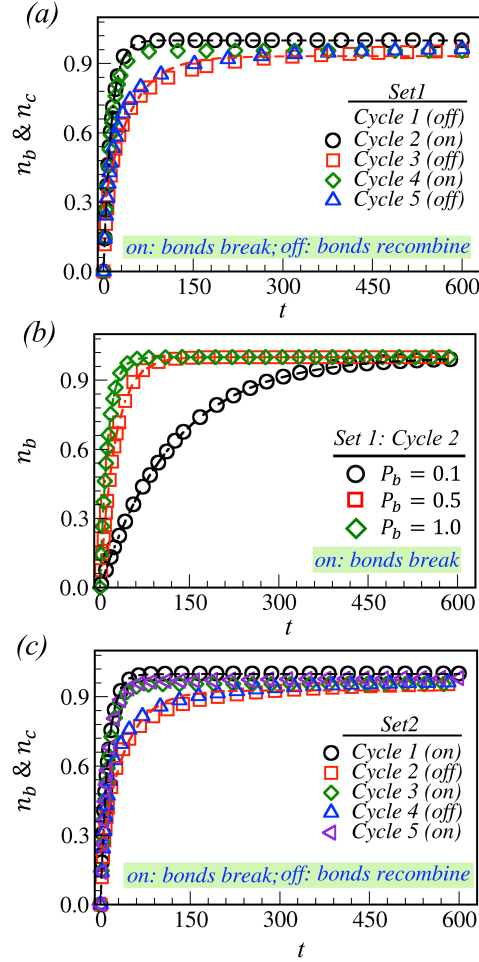 (a)
n_b & n_c
0.9
0.6
0.3
0.0
Set1
Cycle 1 (off)
Cycle 2 (on)
Cycle 3 (off)
Cycle 4 (on)
Cycle 5 (off)
on: bonds break; off: bonds recombine
0 150 300 450 600
t
(b)
n_b
0.9
0.6
0.3
0.0
Set 1: Cycle 2
P_b = 0.1
P_b = 0.5
P_b = 1.0
on: bonds break
0 150 300 450 600
t
(c)
n_b & n_c
0.9
0.6
0.3
0.0
Set2
Cycle 1 (on)
Cycle 2 (off)
Cycle 3 (on)
Cycle 4 (off)
Cycle 5 (on)
on: bonds break; off: bonds recombine
0 150 300 450 600
t